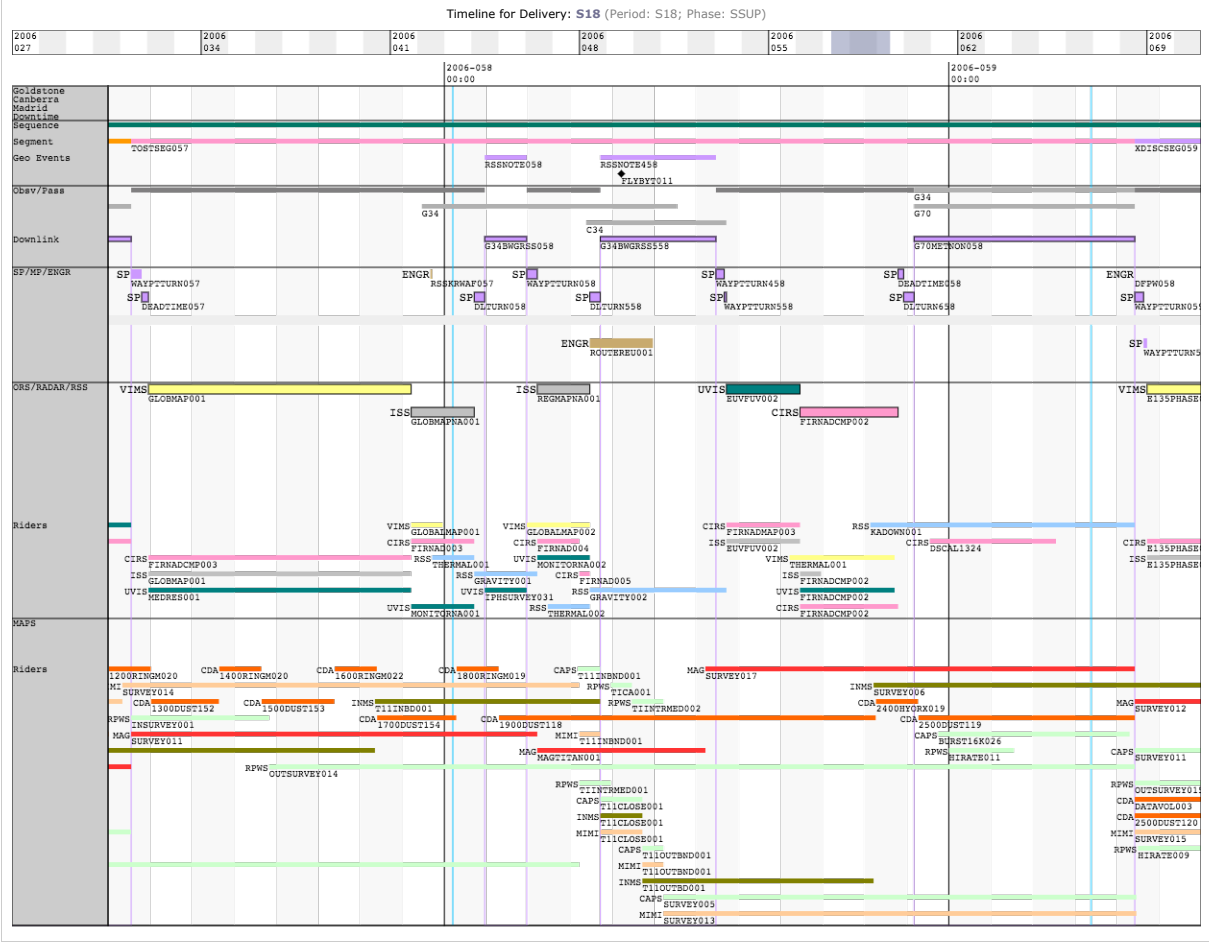 Timeline for Delivery: S18 (Period: S18; Phase: SSUP)
2006 2006 2006 2006 2006 2006 2006
027 034 041 048 055 062 069
2006-058 2006-059
00:00 00:00
Goldstone
Canberra
Madrid
Downtime
Sequence
Segment
TOSTSEG057 XDISCSEG059
Geo Events
RSSNOTE058 RSSNOTE458
FLYBYT011
Obsv/Pass
G34
G34 G70
C34
Downlink
G34BWGRSS058 G34BWGRSS558 G70METNON058
SP/MP/ENGR SP ENGR SP SP SP ENGR
WAYPTTURN057 RSSKRWAF057 WAYPTTURN058 WAYPTTURN458 DEADTIME058 DFPW058
SP SP SP SP SP SP
DEADTIME057 DLTURN058 DLTURN558 WAYPTTURN558 DLTURN658 WAYPTTURN059
ENGR SP
ROUTEREU001 WAYPTTURN5
ORS/RADAR/RSS VIMS ISS UVIS VIMS
GLOBMAP001 REGMAPNA001 EUVFUV002 E135PHASE
ISS CIRS
GLOBMAPNA001 FIRNADCMP002
Riders VIMS VIMS CIRS RSS
GLOBALMAP001 GLOBALMAP002 FIRNADMAP003 KADOWN001
CIRS CIRS ISS CIRS CIRS
FIRNAD003 FIRNAD004 EUVFUV002 DSCAL1324 E135PHASE
CIRS RSS UVIS VIMS ISS
FIRNADCMP003 THERMAL001 MONITORNA002 THERMAL001 E135PHASE
ISS RSS CIRS ISS
GLOBMAP001 GRAVITY001 FIRNAD005 FIRNADCMP002
UVIS UVIS RSS UVIS
MEDRES001 IPHSURVEY031 GRAVITY002 FIRNADCMP002
UVIS RSS CIRS
MONITORNA001 THERMAL002 FIRNADCMP002
MAPS
Riders CDA CDA CDA CAPS MAG
1200RINGM020 1400RINGM020 1600RINGM022 1800RINGM019 T11INBND001 SURVEY017
MI RPWS INMS
SURVEY014 TICA001 SURVEY006
CDA CDA INMS RPWS CDA MAG
1300DUST152 1500DUST153 T11INBD001 TIINTRMED002 2400HYORK019 SURVEY012
RPWS CDA CDA CDA
INSURVEY001 1700DUST154 1900DUST118 2500DUST119
MAG MIMI CAPS
SURVEY011 T11INBND001 BURST16K026
MAG RPWS CAPS
MAGTITAN001 HIRATE011 SURVEY011
RPWS
OUTSURVEY014
RPWS RPWS
TIINTRMED001 OUTSURVEY015
CAPS CDA
T11CLOSE001 DATAVOL003
INMS CDA
T11CLOSE001 2500DUST120
MIMI MIMI
T11CLOSE001 SURVEY015
CAPS RPWS
T11OUTBND001 HIRATE009
MIMI
T11OUTBND001
INMS
T11OUTBD001
CAPS
SURVEY005
MIMI
SURVEY013